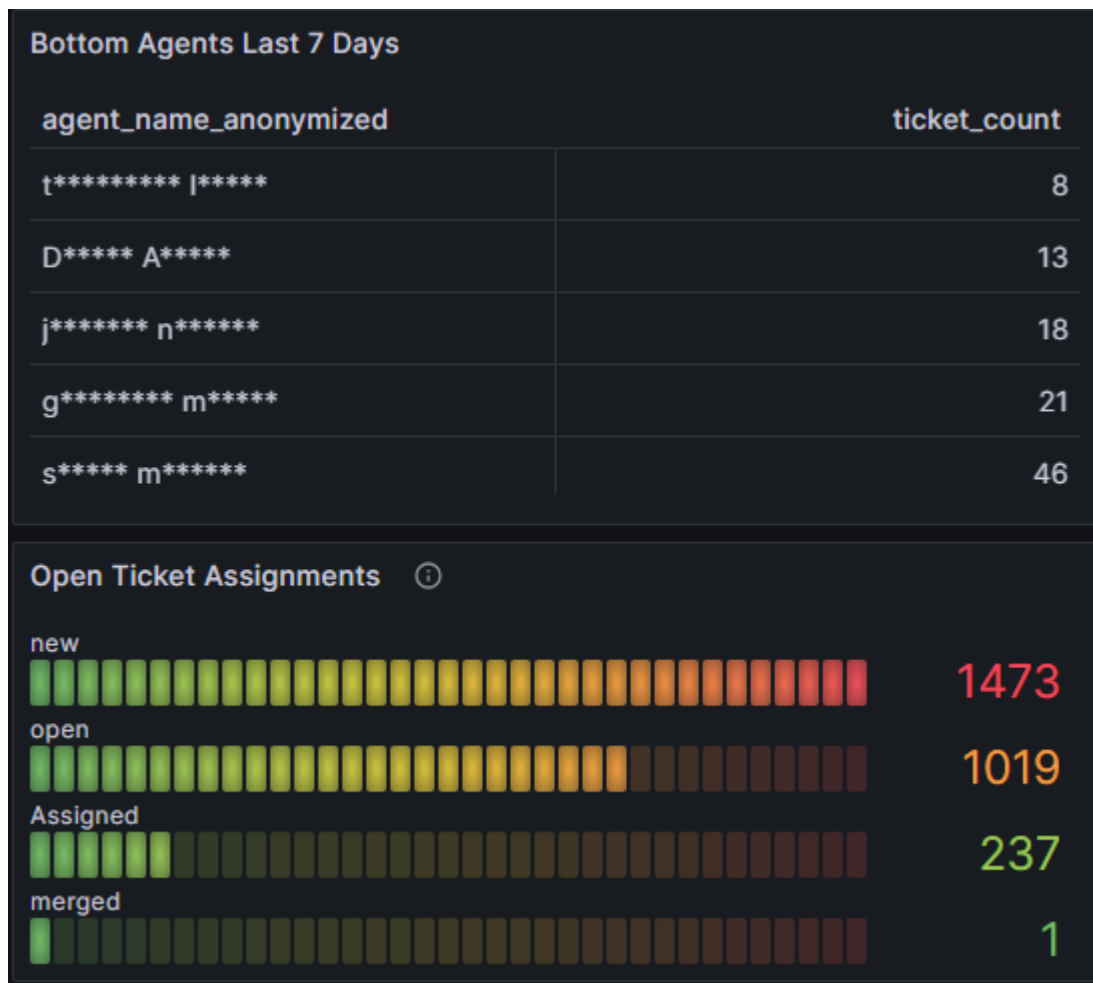 Bottom Agents Last 7 Days
agent_name_anonymized ticket_count
t********* l***** 8
D***** A***** 13
j******* n****** 18
g******** m***** 21
s***** m****** 46
Open Ticket Assignments
new
1473
open
1019
Assigned
237
merged
1